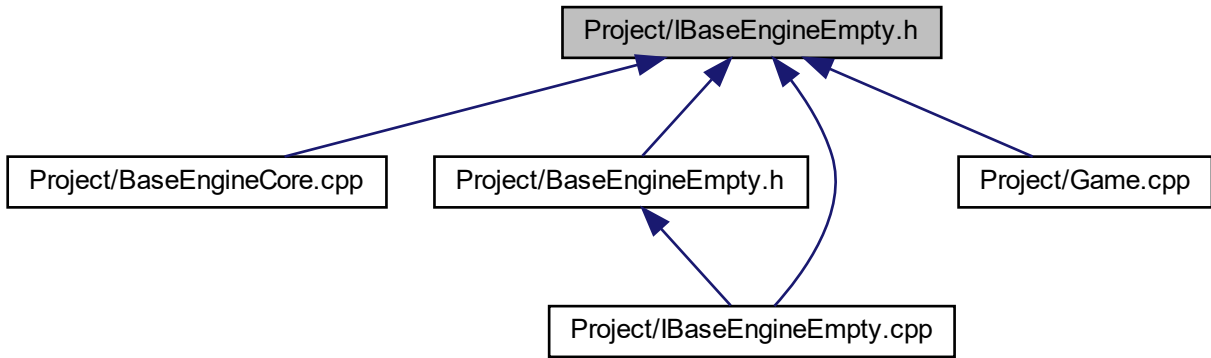 Project/IBaseEngineEmpty.h
Project/BaseEngineCore.cpp
Project/BaseEngineEmpty.h
Project/Game.cpp
Project/IBaseEngineEmpty.cpp